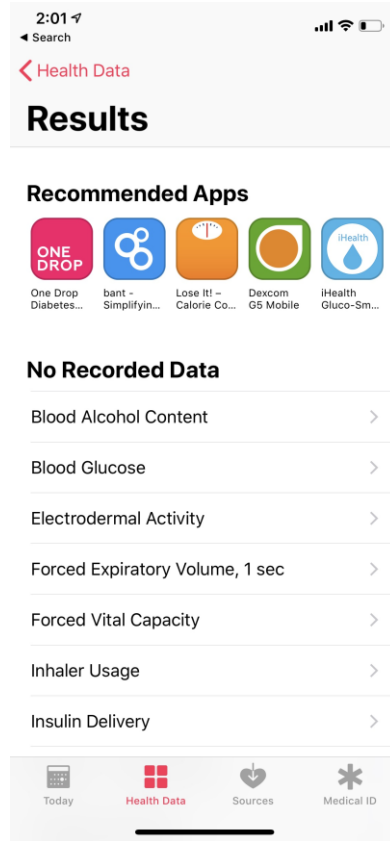 2:01
◀ Search
Health Data
Results
Recommended Apps
ONE
DROP
iHealth
One Drop
Diabetes...
bant -
Simplifyin...
Lose It! –
Calorie Co...
Dexcom
G5 Mobile
iHealth
Gluco-Sm...
No Recorded Data
Blood Alcohol Content
Blood Glucose
Electrodermal Activity
Forced Expiratory Volume, 1 sec
Forced Vital Capacity
Inhaler Usage
Insulin Delivery
Today
Health Data
Sources
Medical ID